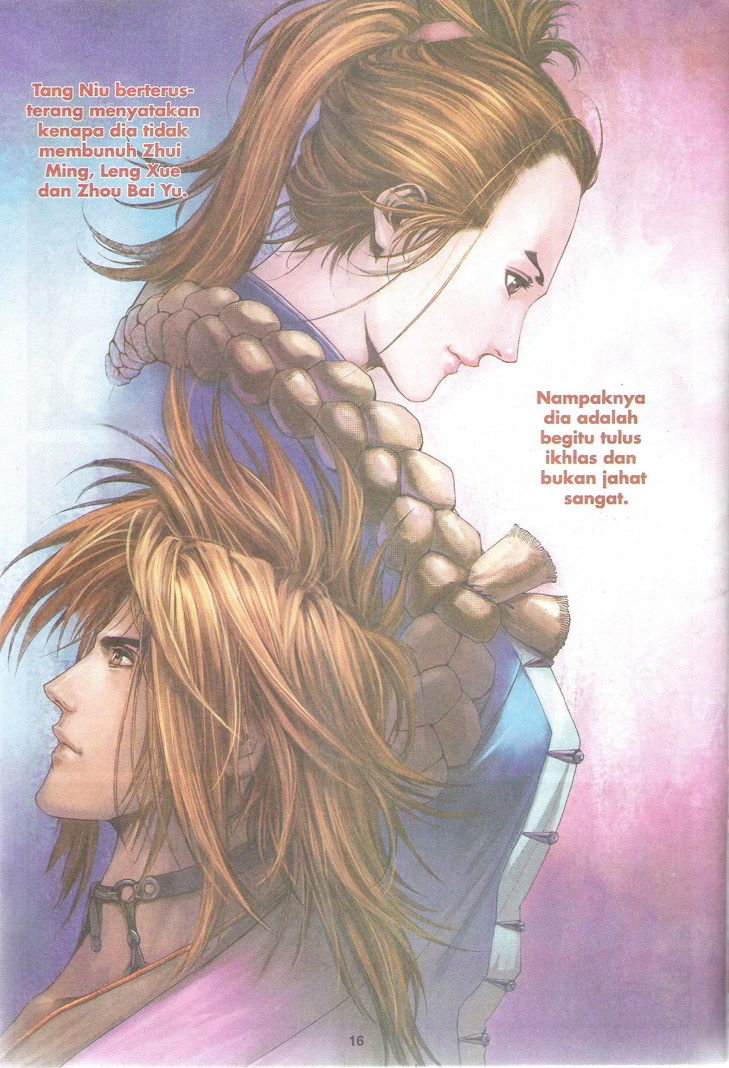 Tang Niu berterus-
terang menyatakan
kenapa dia tidak
membunuh Zhui
Ming, Leng Xue
dan Zhou Bai Yu.
Nampaknya
dia adalah
begitu tulus
ikhlas dan
bukan jahat
sangat.
16